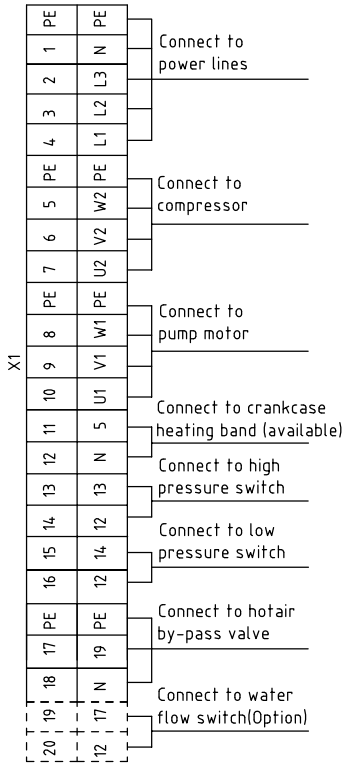 X1
PE PE
1 N
2 L3
3 L2
4 L1
Connect to
power lines
PE PE
5 W2
6 V2
7 U2
Connect to
compressor
PE PE
8 W1
9 V1
10 U1
Connect to
pump motor
11 5
12 N
Connect to crankcase
heating band (available)
13 13
14 12
Connect to high
pressure switch
15 14
16 12
Connect to low
pressure switch
PE PE
17 19
18 N
Connect to hotair
by-pass valve
19 17
20 12
Connect to water
flow switch(Option)